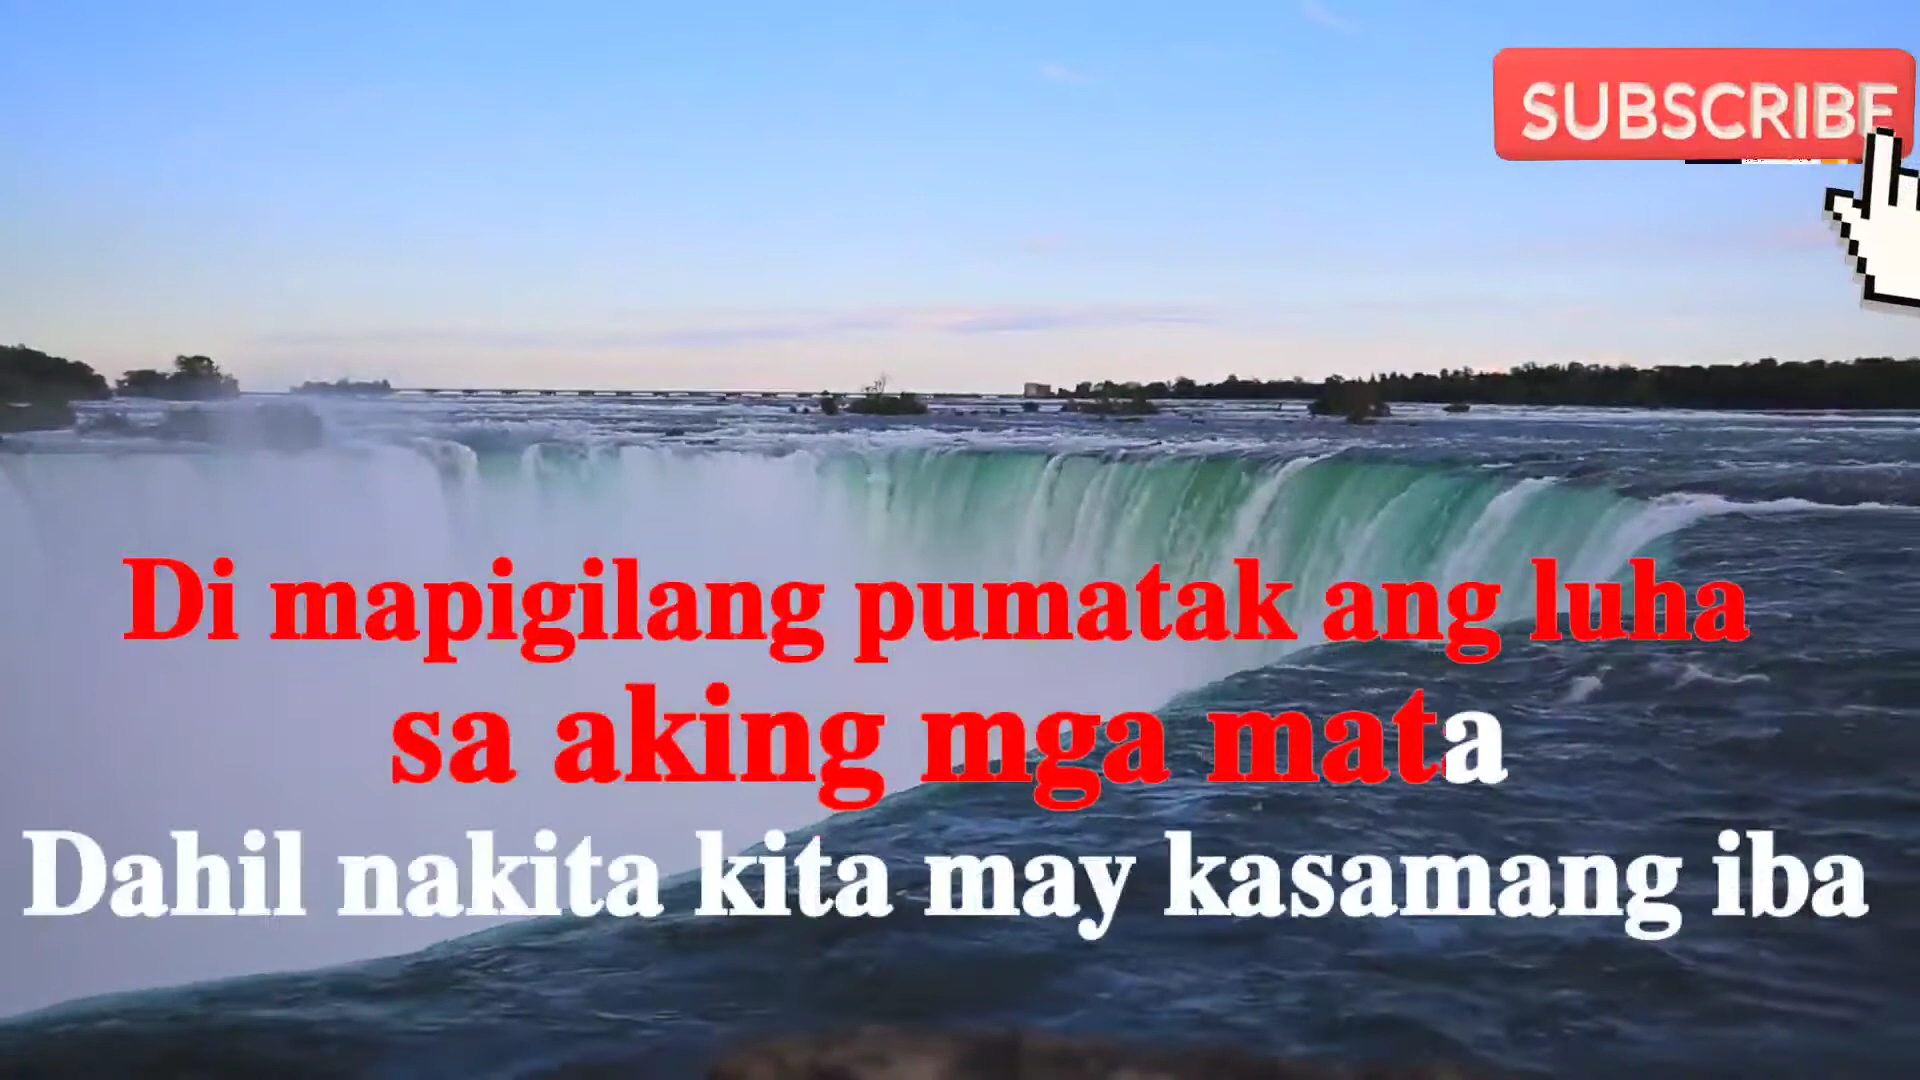 SUBSCRIBE
Di mapigilang pumatak ang luha
sa aking mga mata
Dahil nakita kita may kasamang iba